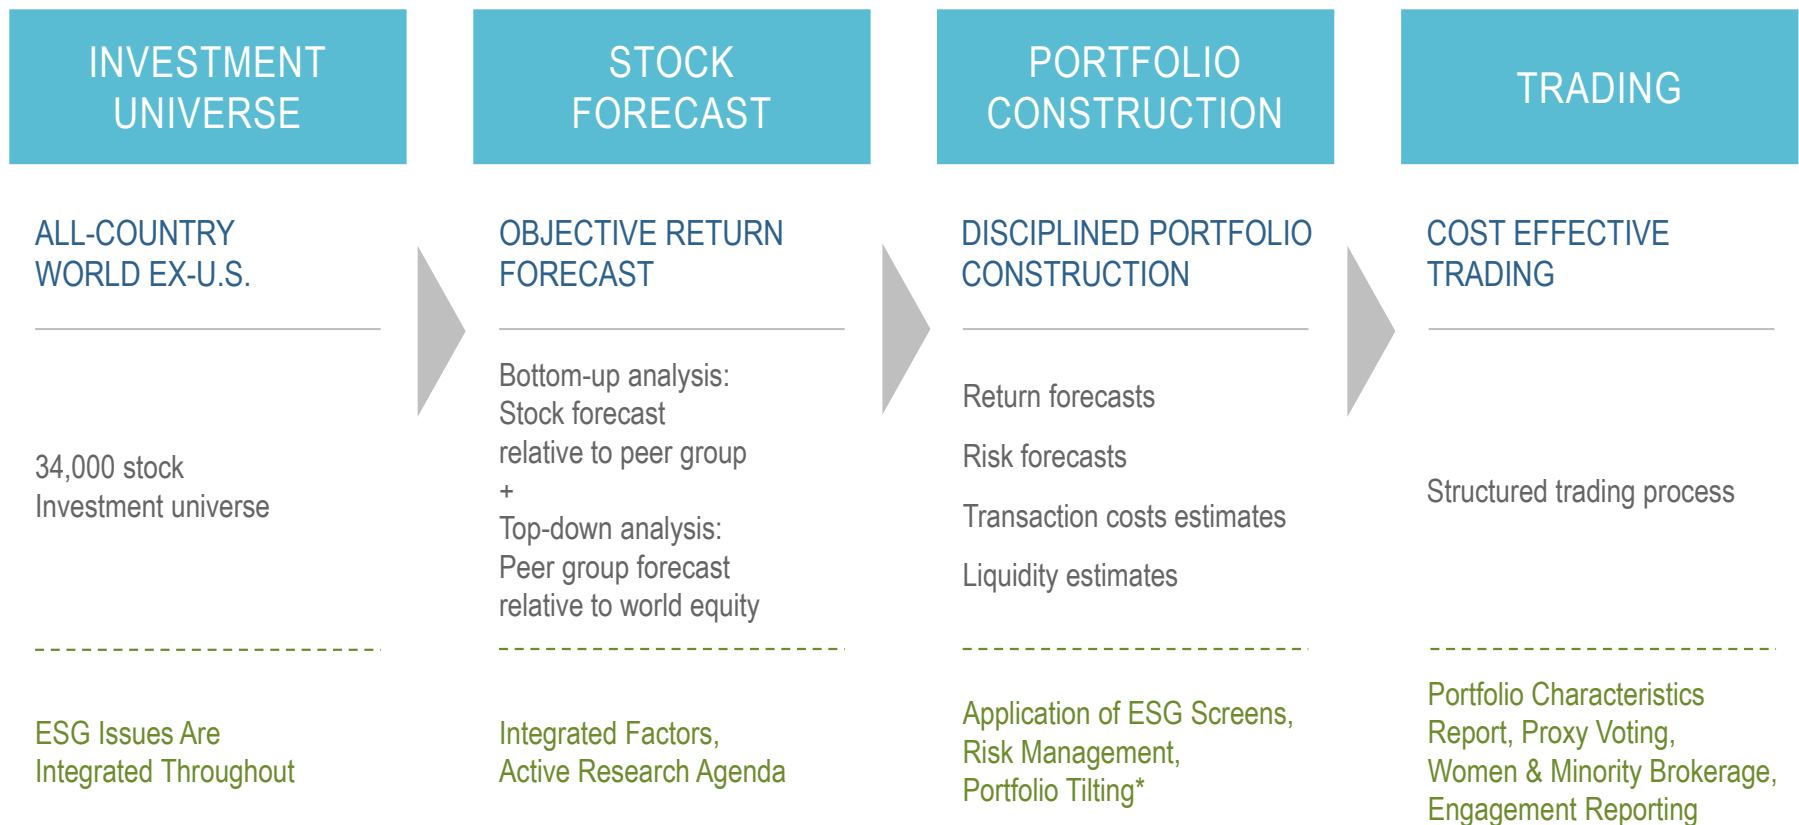 INVESTMENT
UNIVERSE
ALL-COUNTRY
WORLD EX-U.S.
34,000 stock
Investment universe
ESG Issues Are
Integrated Throughout
STOCK
FORECAST
OBJECTIVE RETURN
FORECAST
Bottom-up analysis:
Stock forecast
relative to peer group
+
Top-down analysis:
Peer group forecast
relative to world equity
Integrated Factors,
Active Research Agenda
PORTFOLIO
CONSTRUCTION
DISCIPLINED PORTFOLIO
CONSTRUCTION
Return forecasts
Risk forecasts
Transaction costs estimates
Liquidity estimates
Application of ESG Screens,
Risk Management,
Portfolio Tilting*
TRADING
COST EFFECTIVE
TRADING
Structured trading process
Portfolio Characteristics
Report, Proxy Voting,
Women & Minority Brokerage,
Engagement Reporting